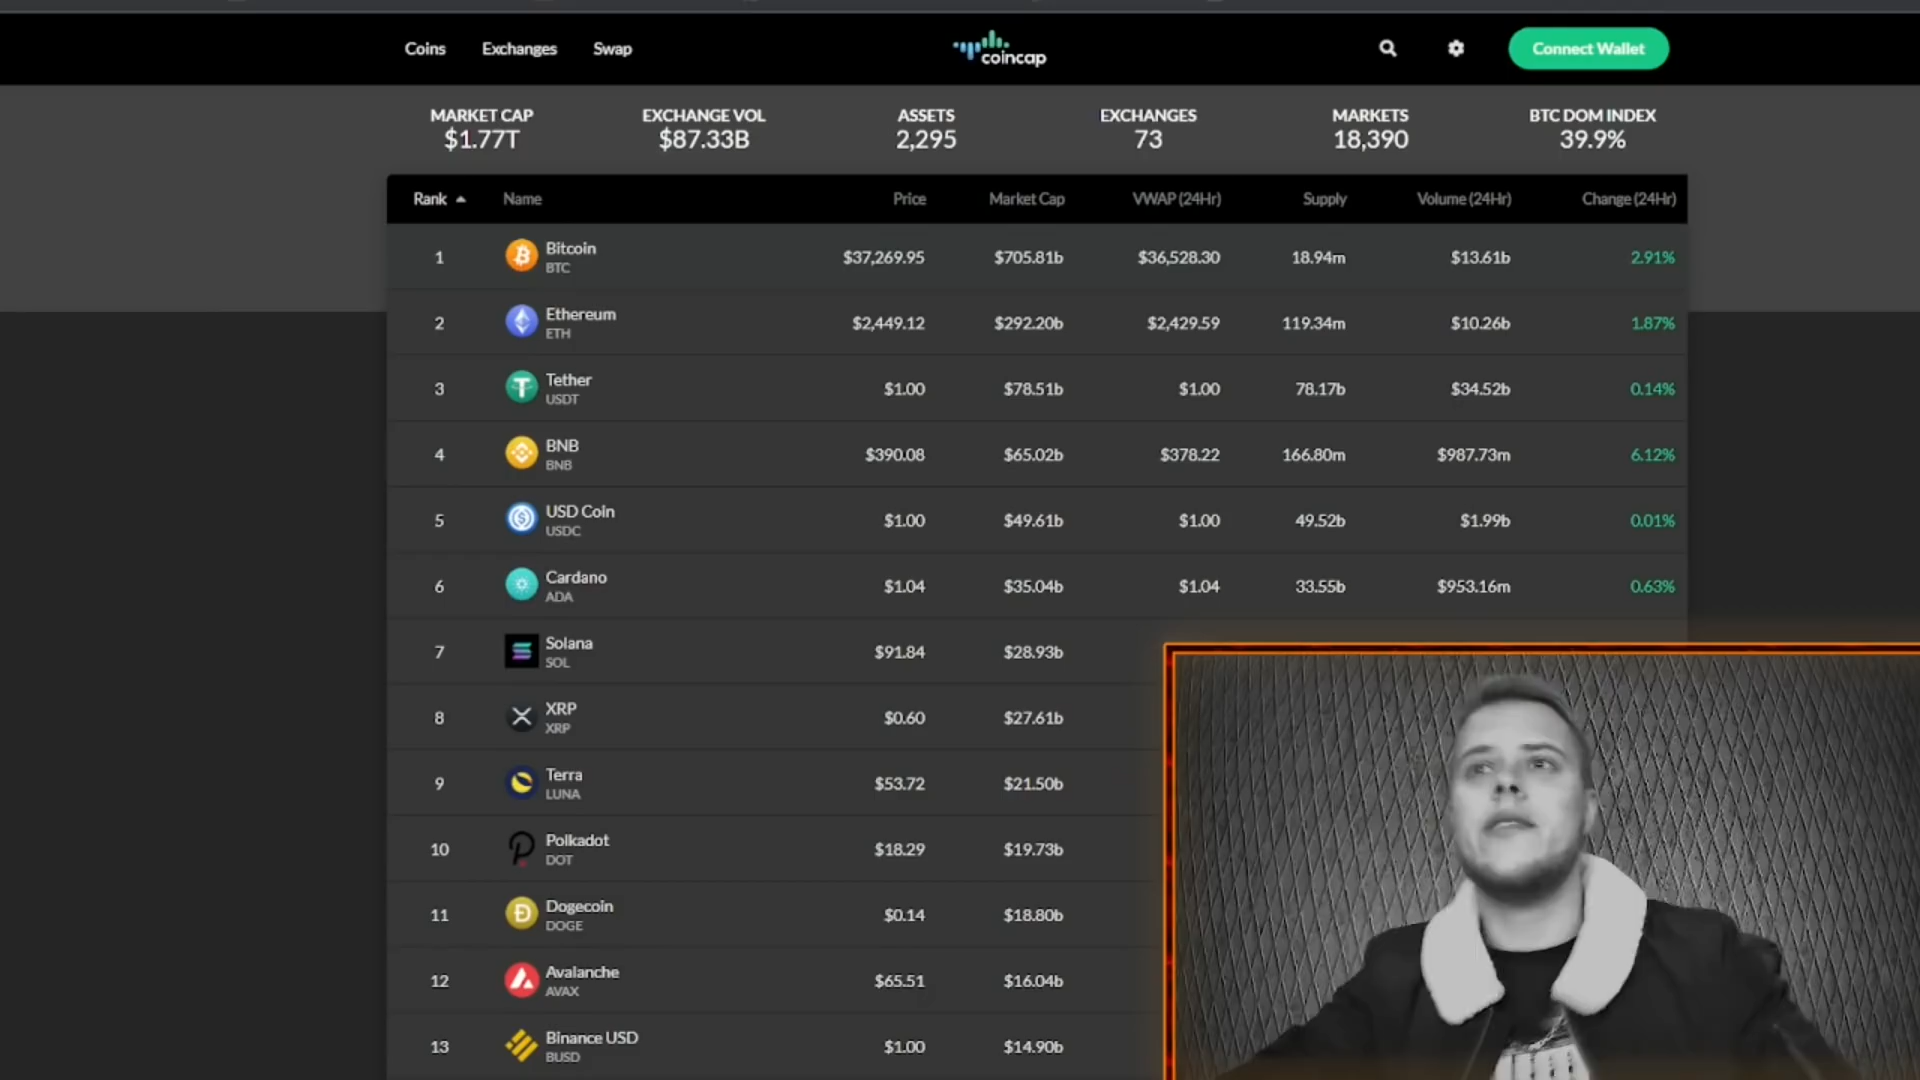 Coins Exchanges Swap coincap Connect Wallet
MARKET CAP EXCHANGE VOL ASSETS EXCHANGES MARKETS BTC DOM INDEX
$1.77T $87.33B 2,295 73 18,390 39.9%
Rank Name Price Market Cap VWAP (24Hr) Supply Volume (24Hr) Change (24Hr)
1 Bitcoin BTC $37,269.95 $705.81b $36,528.30 18.94m $13.61b 2.91%
2 Ethereum ETH $2,449.12 $292.20b $2,429.59 119.34m $10.26b 1.87%
3 Tether USDT $1.00 $78.51b $1.00 78.17b $34.52b 0.14%
4 BNB BNB $390.08 $65.02b $378.22 166.80m $987.73m 6.12%
5 USD Coin USDC $1.00 $49.61b $1.00 49.52b $1.99b 0.01%
6 Cardano ADA $1.04 $35.04b $1.04 33.55b $953.16m 0.63%
7 Solana SOL $91.84 $28.93b
8 XRP XRP $0.60 $27.61b
9 Terra LUNA $53.72 $21.50b
10 Polkadot DOT $18.29 $19.73b
11 Dogecoin DOGE $0.14 $18.80b
12 Avalanche AVAX $65.51 $16.04b
13 Binance USD BUSD $1.00 $14.90b